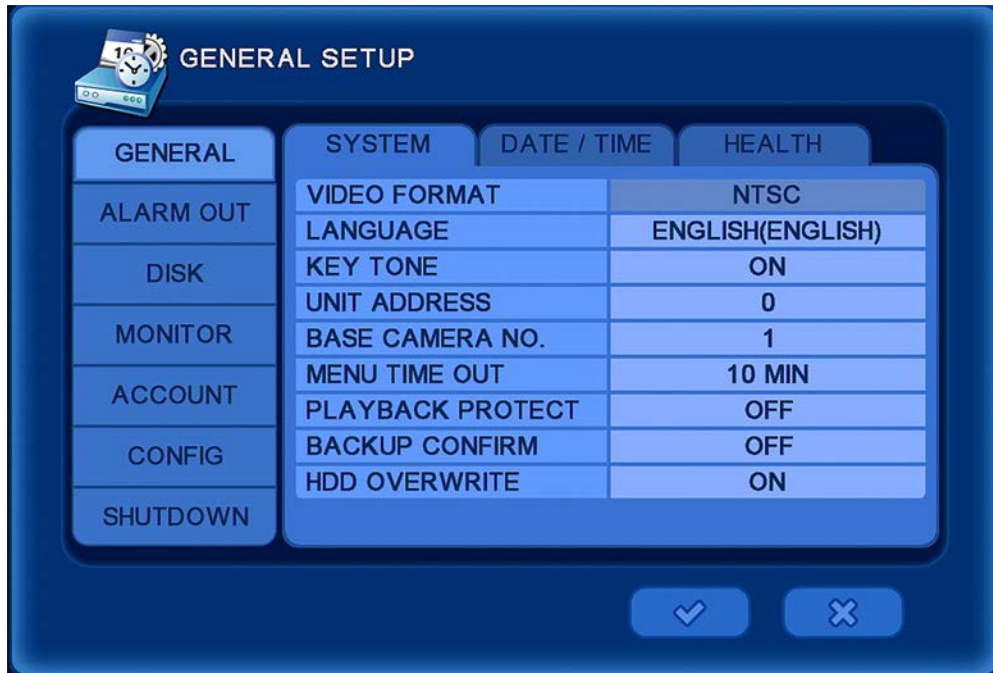 GENERAL SETUP
GENERAL
ALARM OUT
DISK
MONITOR
ACCOUNT
CONFIG
SHUTDOWN
SYSTEM DATE / TIME HEALTH
VIDEO FORMAT NTSC
LANGUAGE ENGLISH(ENGLISH)
KEY TONE ON
UNIT ADDRESS 0
BASE CAMERA NO. 1
MENU TIME OUT 10 MIN
PLAYBACK PROTECT OFF
BACKUP CONFIRM OFF
HDD OVERWRITE ON